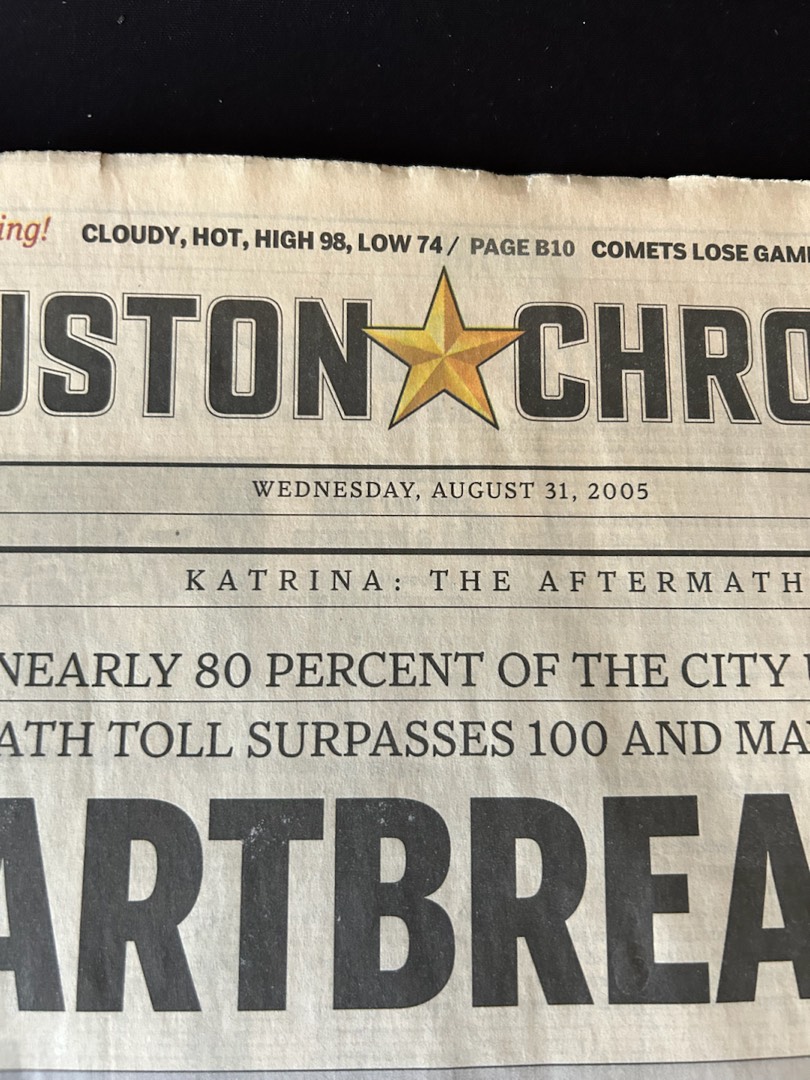 ing! CLOUDY, HOT, HIGH 98, LOW 74 / PAGE B10 COMETS LOSE GAM
USTON CHRO
WEDNESDAY, AUGUST 31, 2005
KATRINA: THE AFTERMATH
NEARLY 80 PERCENT OF THE CITY
ATH TOLL SURPASSES 100 AND MA
ARTBREA